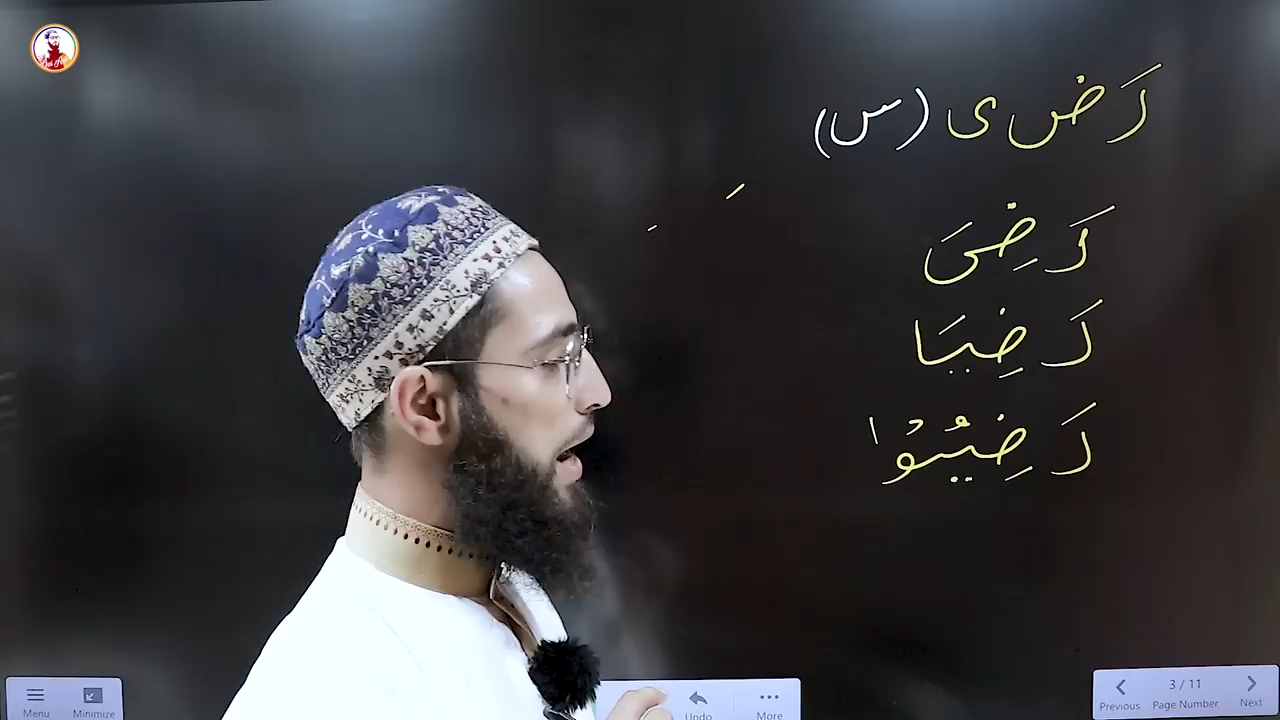 رَ ضْ ى (س)
رَضِىَ
رَضِيَا
رَضِيُوْا
3 / 11
Menu
Minimize
Undo
More
Previous
Page Number
Next